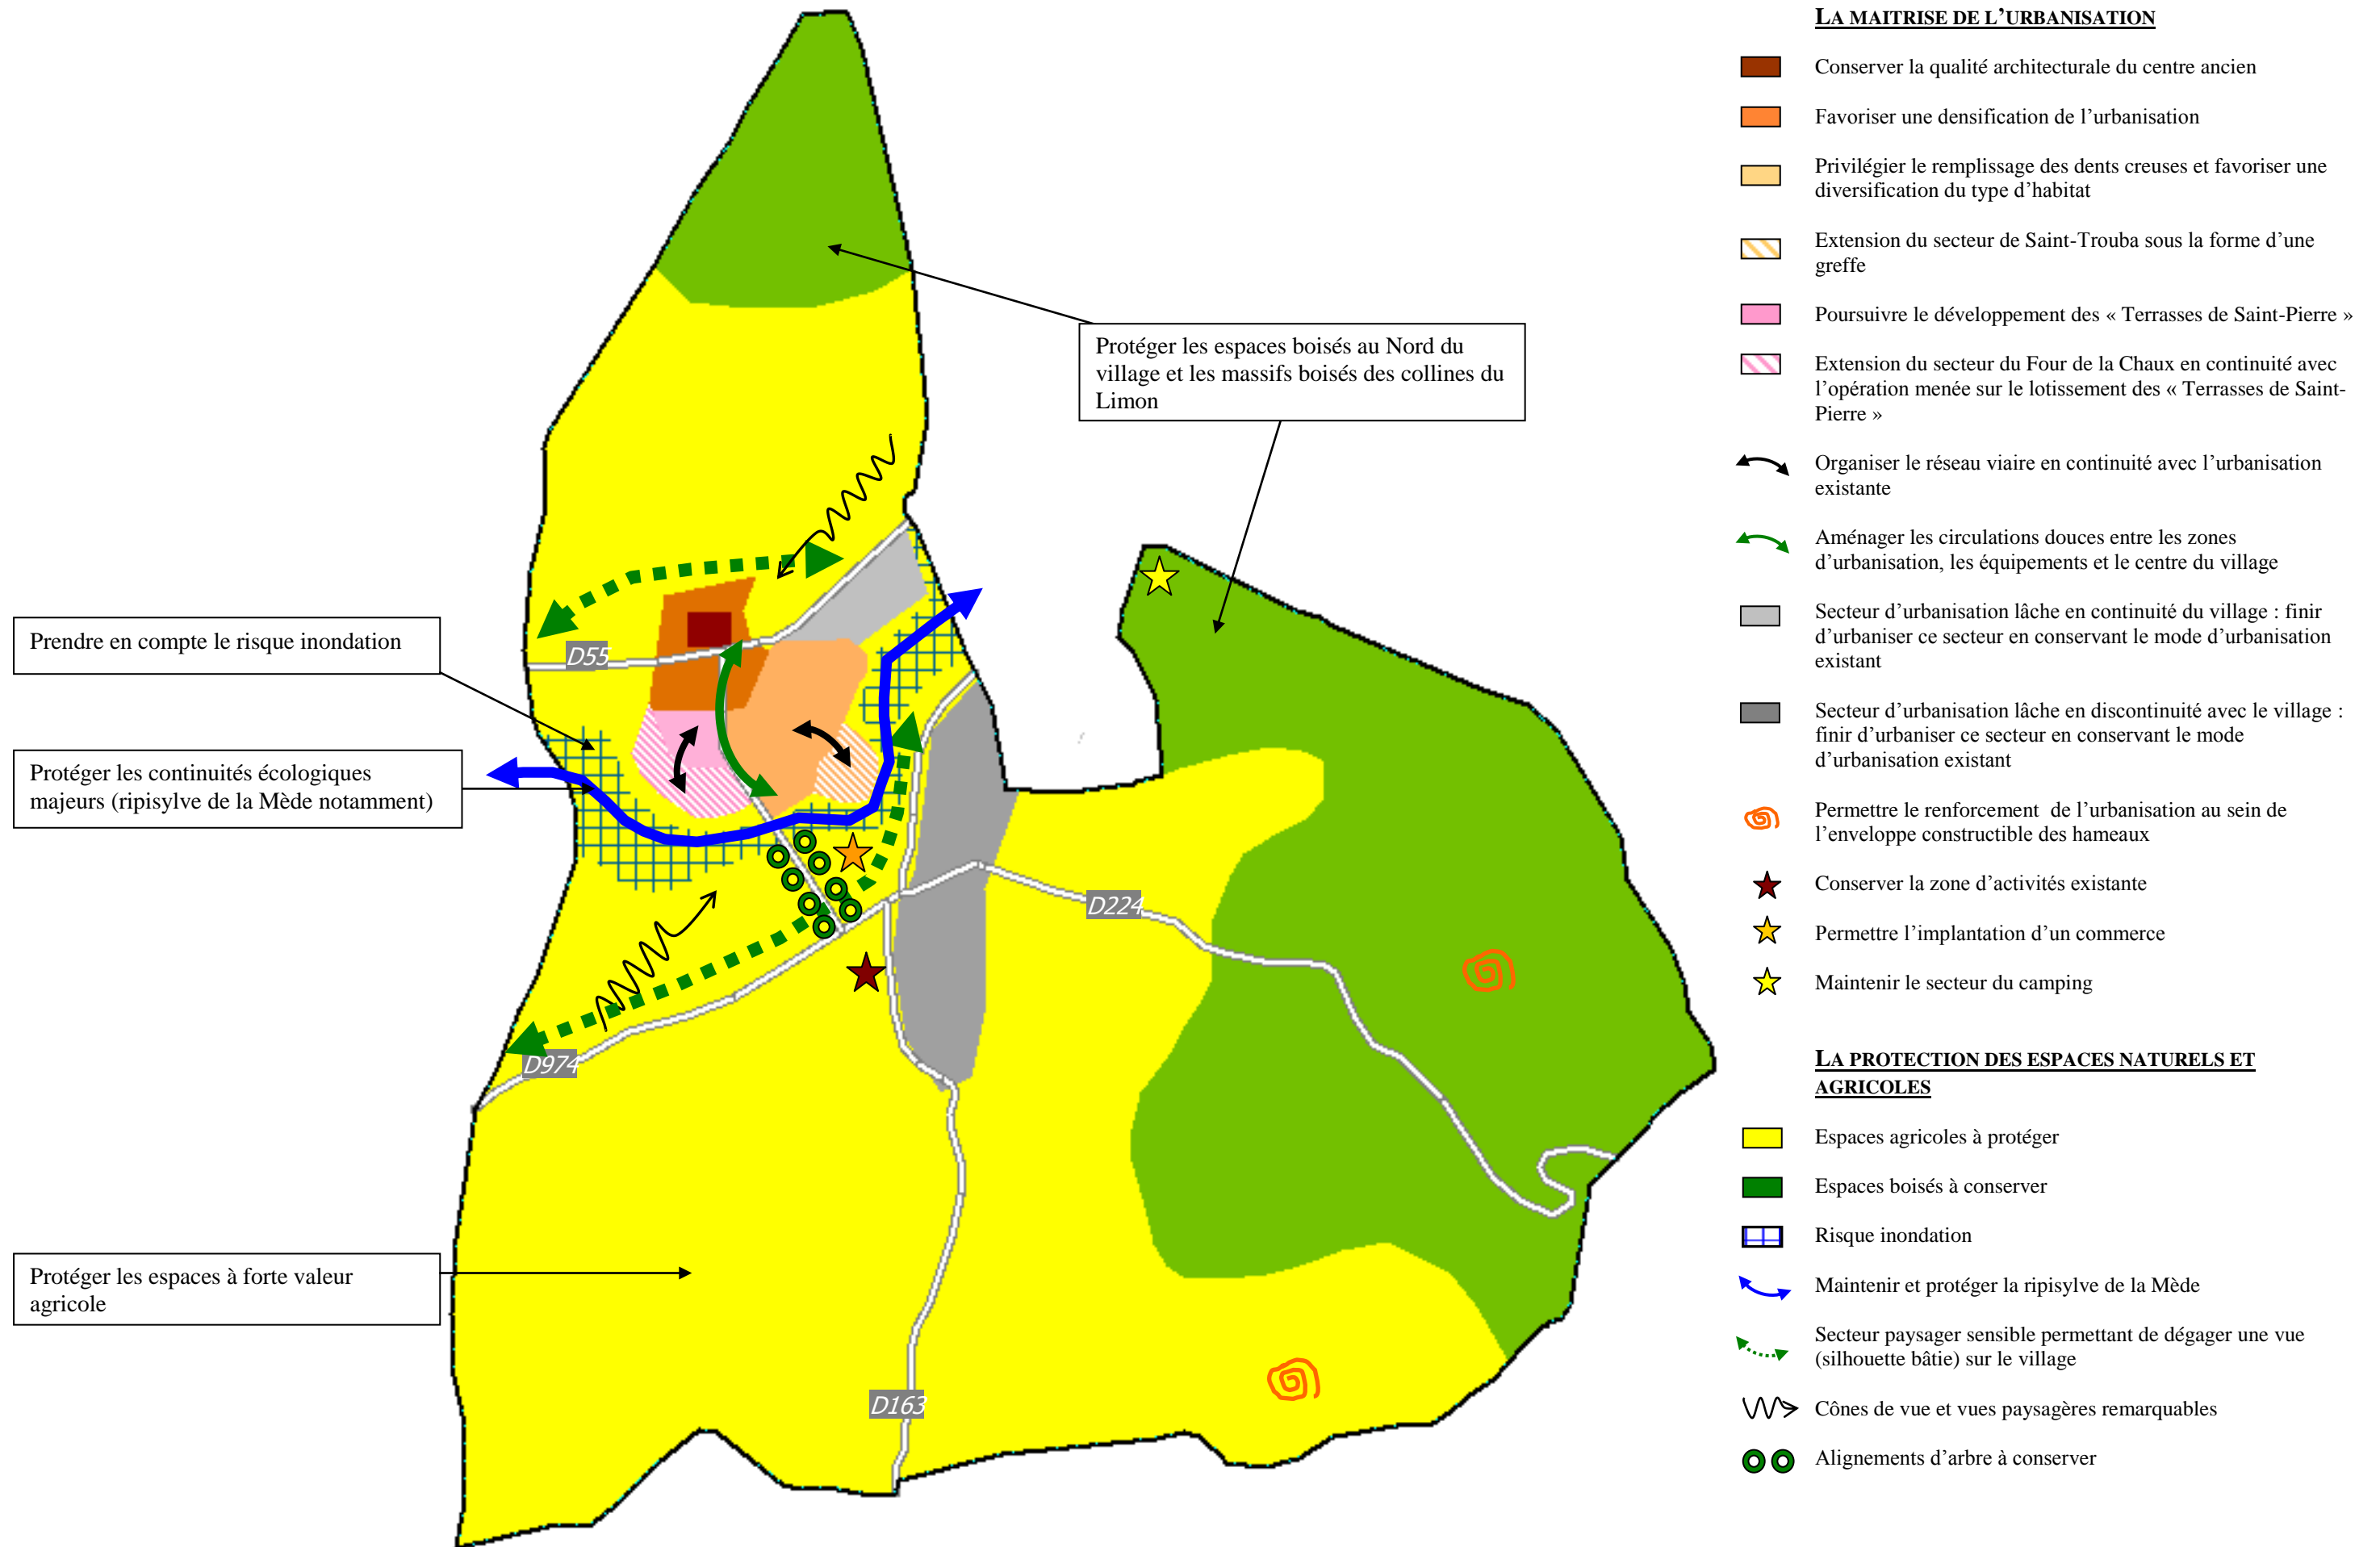 Protéger les espaces boisés au Nord du
village et les massifs boisés des collines du
Limon
Prendre en compte le risque inondation
Protéger les continuités écologiques
majeurs (ripisylve de la Mède notamment)
Protéger les espaces à forte valeur
agricole
D55
D224
D974
D163
LA MAITRISE DE L’URBANISATION
Conserver la qualité architecturale du centre ancien
Favoriser une densification de l’urbanisation
Privilégier le remplissage des dents creuses et favoriser une
diversification du type d’habitat
Extension du secteur de Saint-Trouba sous la forme d’une
greffe
Poursuivre le développement des « Terrasses de Saint-Pierre »
Extension du secteur du Four de la Chaux en continuité avec
l’opération menée sur le lotissement des « Terrasses de Saint-
Pierre »
Organiser le réseau viaire en continuité avec l’urbanisation
existante
Aménager les circulations douces entre les zones
d’urbanisation, les équipements et le centre du village
Secteur d’urbanisation lâche en continuité du village : finir
d’urbaniser ce secteur en conservant le mode d’urbanisation
existant
Secteur d’urbanisation lâche en discontinuité avec le village :
finir d’urbaniser ce secteur en conservant le mode
d’urbanisation existant
Permettre le renforcement de l’urbanisation au sein de
l’enveloppe constructible des hameaux
Conserver la zone d’activités existante
Permettre l’implantation d’un commerce
Maintenir le secteur du camping
LA PROTECTION DES ESPACES NATURELS ET
AGRICOLES
Espaces agricoles à protéger
Espaces boisés à conserver
Risque inondation
Maintenir et protéger la ripisylve de la Mède
Secteur paysager sensible permettant de dégager une vue
(silhouette bâtie) sur le village
Cônes de vue et vues paysagères remarquables
Alignements d’arbre à conserver